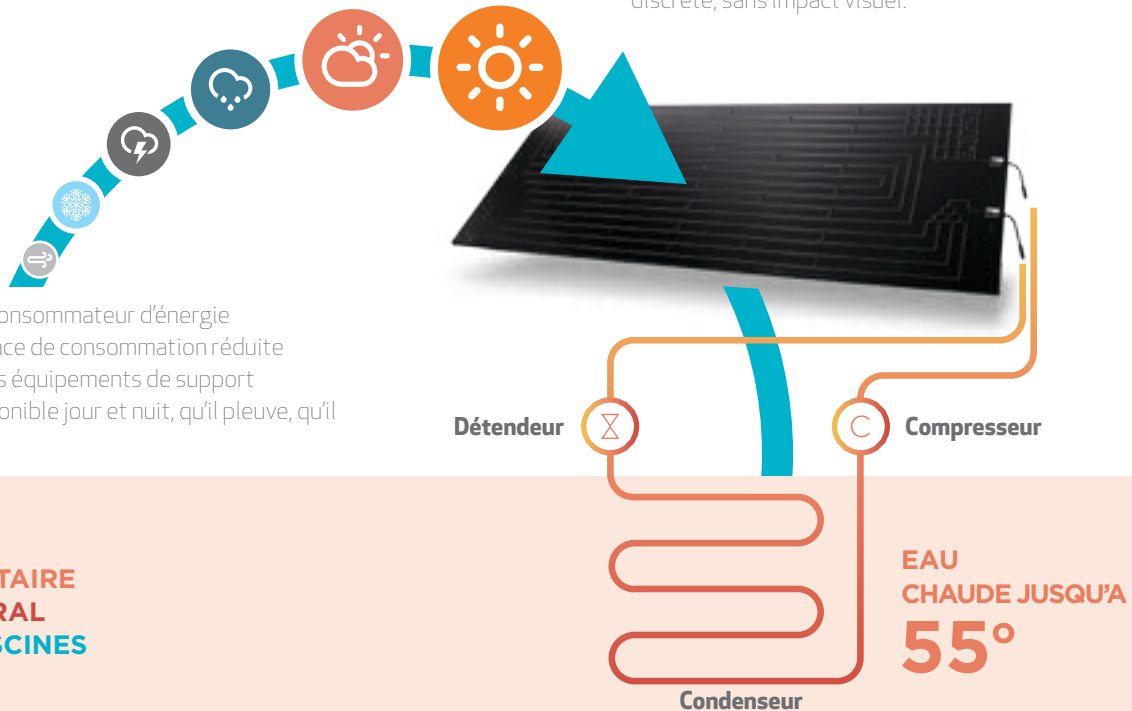 discrète, sans impact visuel.
onsommateur d'énergie
ace de consommation réduite
s équipements de support
onible jour et nuit, qu'il pleuve, qu'il
Détendeur
C
Compresseur
TAIRE
RAL
SCINES
EAU
CHAUDE JUSQU'A
55°
Condenseur